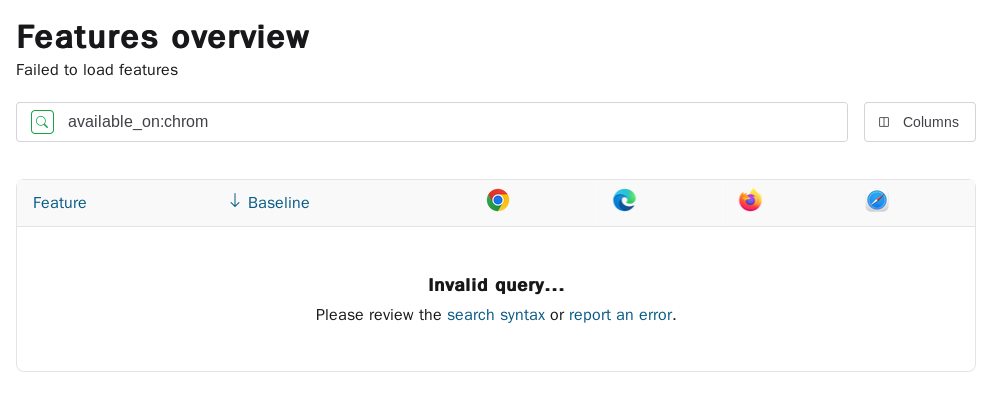 Features overview
Failed to load features
available_on:chrom
Columns
Feature
Baseline
Invalid query...
Please review the search syntax or report an error.